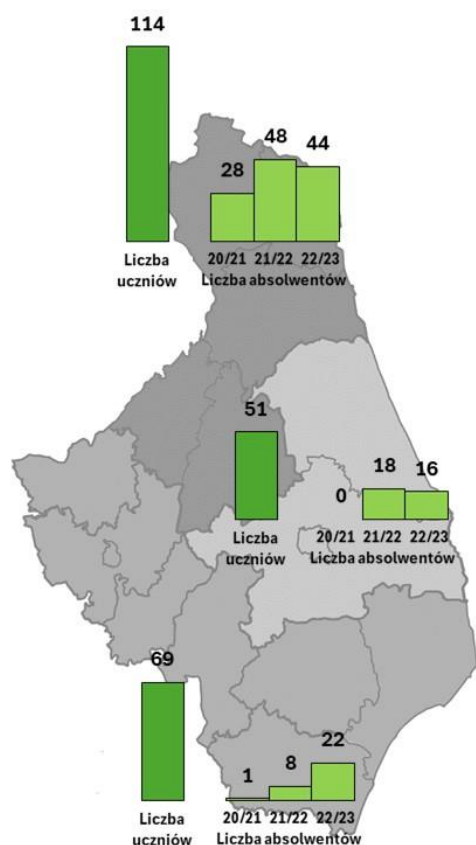 114
28 48 44
Liczba
uczniów
20/21 21/22 22/23
Liczba absolwentów
51
0 18 16
Liczba
uczniów
20/21 21/22 22/23
Liczba absolwentów
69
1 8 22
Liczba
uczniów
20/21 21/22 22/23
Liczba absolwentów